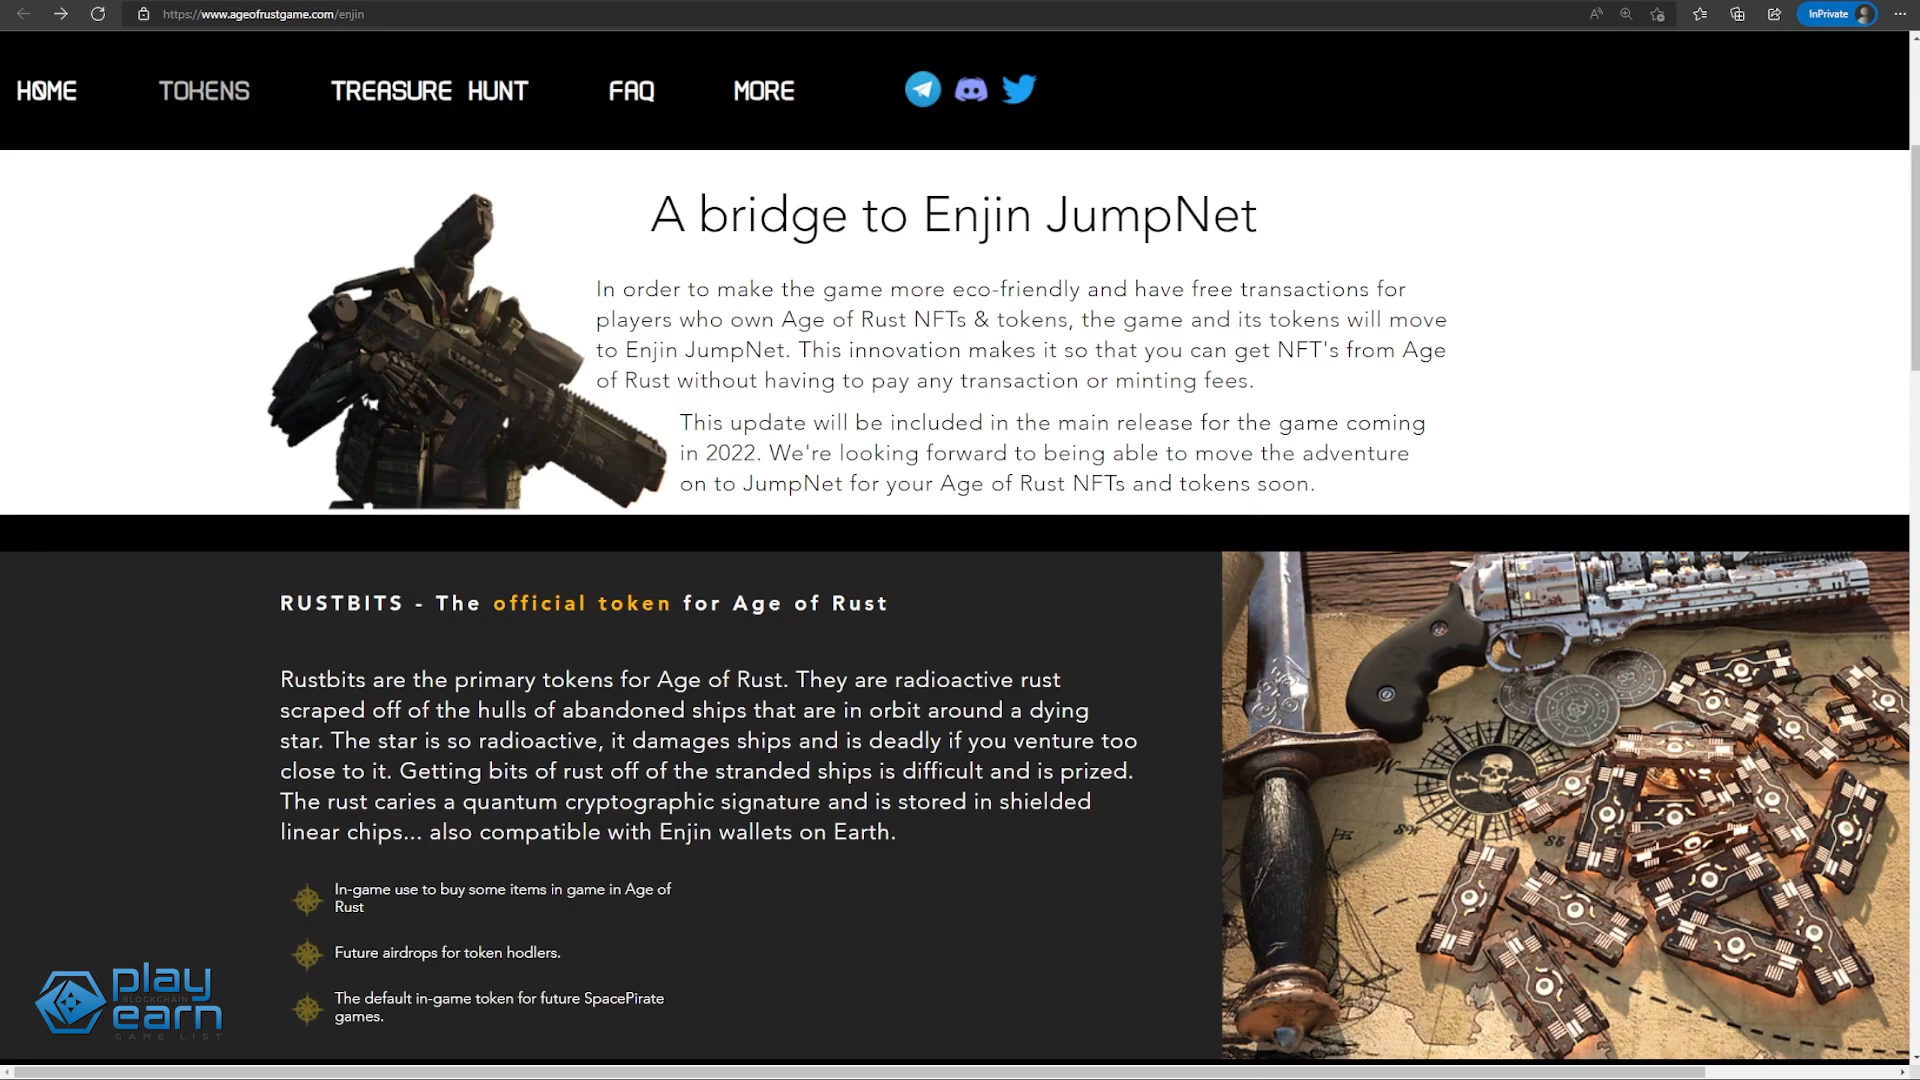 https://www.ageofrustgame.com/enjin
InPrivate
HOME
TOKENS
TREASURE HUNT
FAQ
MORE
A bridge to Enjin JumpNet
In order to make the game more eco-friendly and have free transactions for
players who own Age of Rust NFTs & tokens, the game and its tokens will move
to Enjin JumpNet. This innovation makes it so that you can get NFT's from Age
of Rust without having to pay any transaction or minting fees.
This update will be included in the main release for the game coming
in 2022. We're looking forward to being able to move the adventure
on to JumpNet for your Age of Rust NFTs and tokens soon.
RUSTBITS - The official token for Age of Rust
Rustbits are the primary tokens for Age of Rust. They are radioactive rust
scraped off of the hulls of abandoned ships that are in orbit around a dying
star. The star is so radioactive, it damages ships and is deadly if you venture too
close to it. Getting bits of rust off of the stranded ships is difficult and is prized.
The rust caries a quantum cryptographic signature and is stored in shielded
linear chips... also compatible with Enjin wallets on Earth.
In-game use to buy some items in game in Age of
Rust
Future airdrops for token hodlers.
The default in-game token for future SpacePirate
games.
play
BLOCKCHAIN
earn
GAME LIST